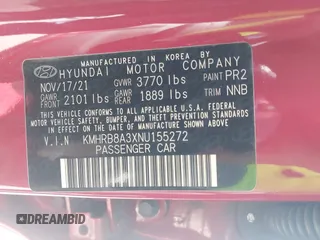 MANUFACTURED IN KOREA BY
HYUNDAI MOTOR COMPANY
NOV/17/21 GVWR 3770 lbs PAINT PR2
GAWR FRONT 2101 lbs GAWR REAR 1889 lbs TRIM NNB
THIS VEHICLE CONFORMS TO ALL APPLICABLE FEDERAL
MOTOR VEHICLE SAFETY, BUMPER, AND THEFT
PREVENTION STANDARDS IN EFFECT ON THE DATE OF
MANUFACTURE SHOWN ABOVE.
V.I.N KMHRB8A3XNU155272
PASSENGER CAR
DREAMBID